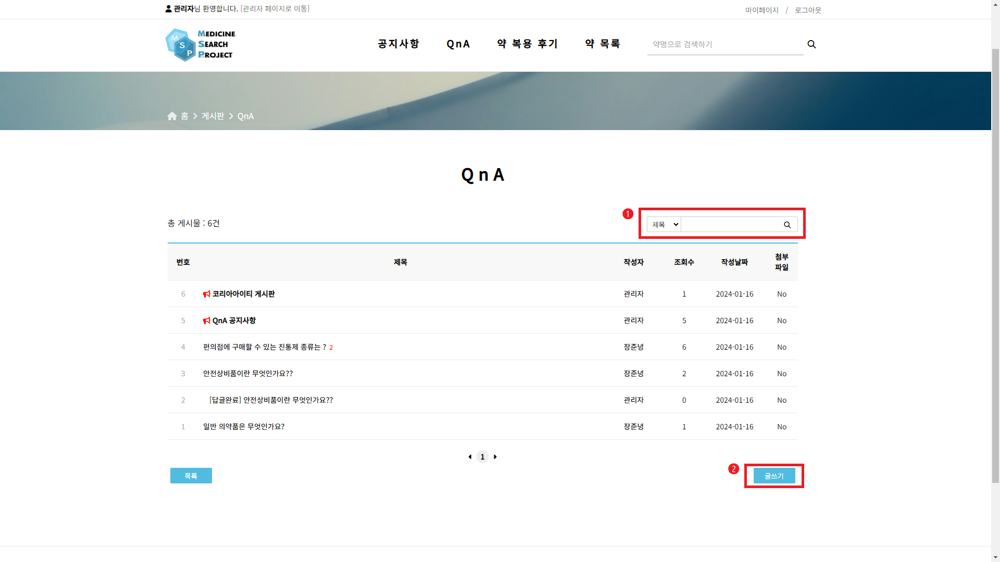 관리자님 환영합니다. [관리자 페이지로 이동]
마이페이지 / 로그아웃
M S P
MEDICINE
SEARCH
PROJECT
공지사항 QnA 약 복용 후기 약 목록 약명으로 검색하기
홈 게시판 QnA
QnA
총 게시물 : 6건
1
제목
번호 제목 작성자 조회수 작성날짜 첨부
파일
6 코리아아이티 게시판 관리자 1 2024-01-16 No
5 QnA 공지사항 관리자 5 2024-01-16 No
4 편의점에 구매할 수 있는 진통제 종류는 ? 2 장준녕 6 2024-01-16 No
3 안전상비품이란 무엇인가요?? 장준녕 2 2024-01-16 No
2 [답글완료] 안전상비품이란 무엇인가요?? 관리자 0 2024-01-16 No
1 일반 의약품은 무엇인가요? 장준녕 1 2024-01-16 No
1
목록
2
글쓰기